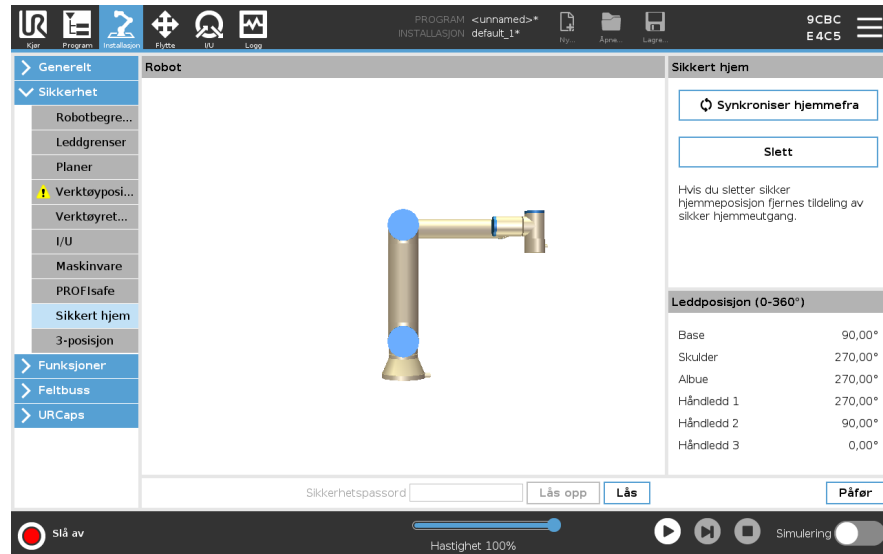 PROGRAM <unnamed>*
INSTALLASJON default_1*
9CBC
E4C5
Kjør
Program
Installasjon
Flytte
I/U
Logg
Ny...
Åpne...
Lagre...
Generelt
Sikkerhet
Robotbegre...
Leddgrenser
Planer
Verktøyposi...
Verktøyret...
I/U
Maskinvare
PROFIsafe
Sikkert hjem
3-posisjon
Funksjoner
Feltbuss
URCaps
Robot
Sikkert hjem
Synkroniser hjemmefra
Slett
Hvis du sletter sikker
hjemmeposisjon fjernes tildeling av
sikker hjemmeutgang.
Leddposisjon (0-360°)
Base 90,00°
Skulder 270,00°
Albue 270,00°
Håndledd 1 270,00°
Håndledd 2 90,00°
Håndledd 3 0,00°
Sikkerhetspassord
Lås opp
Lås
Påfør
Slå av
Hastighet 100%
Simulering